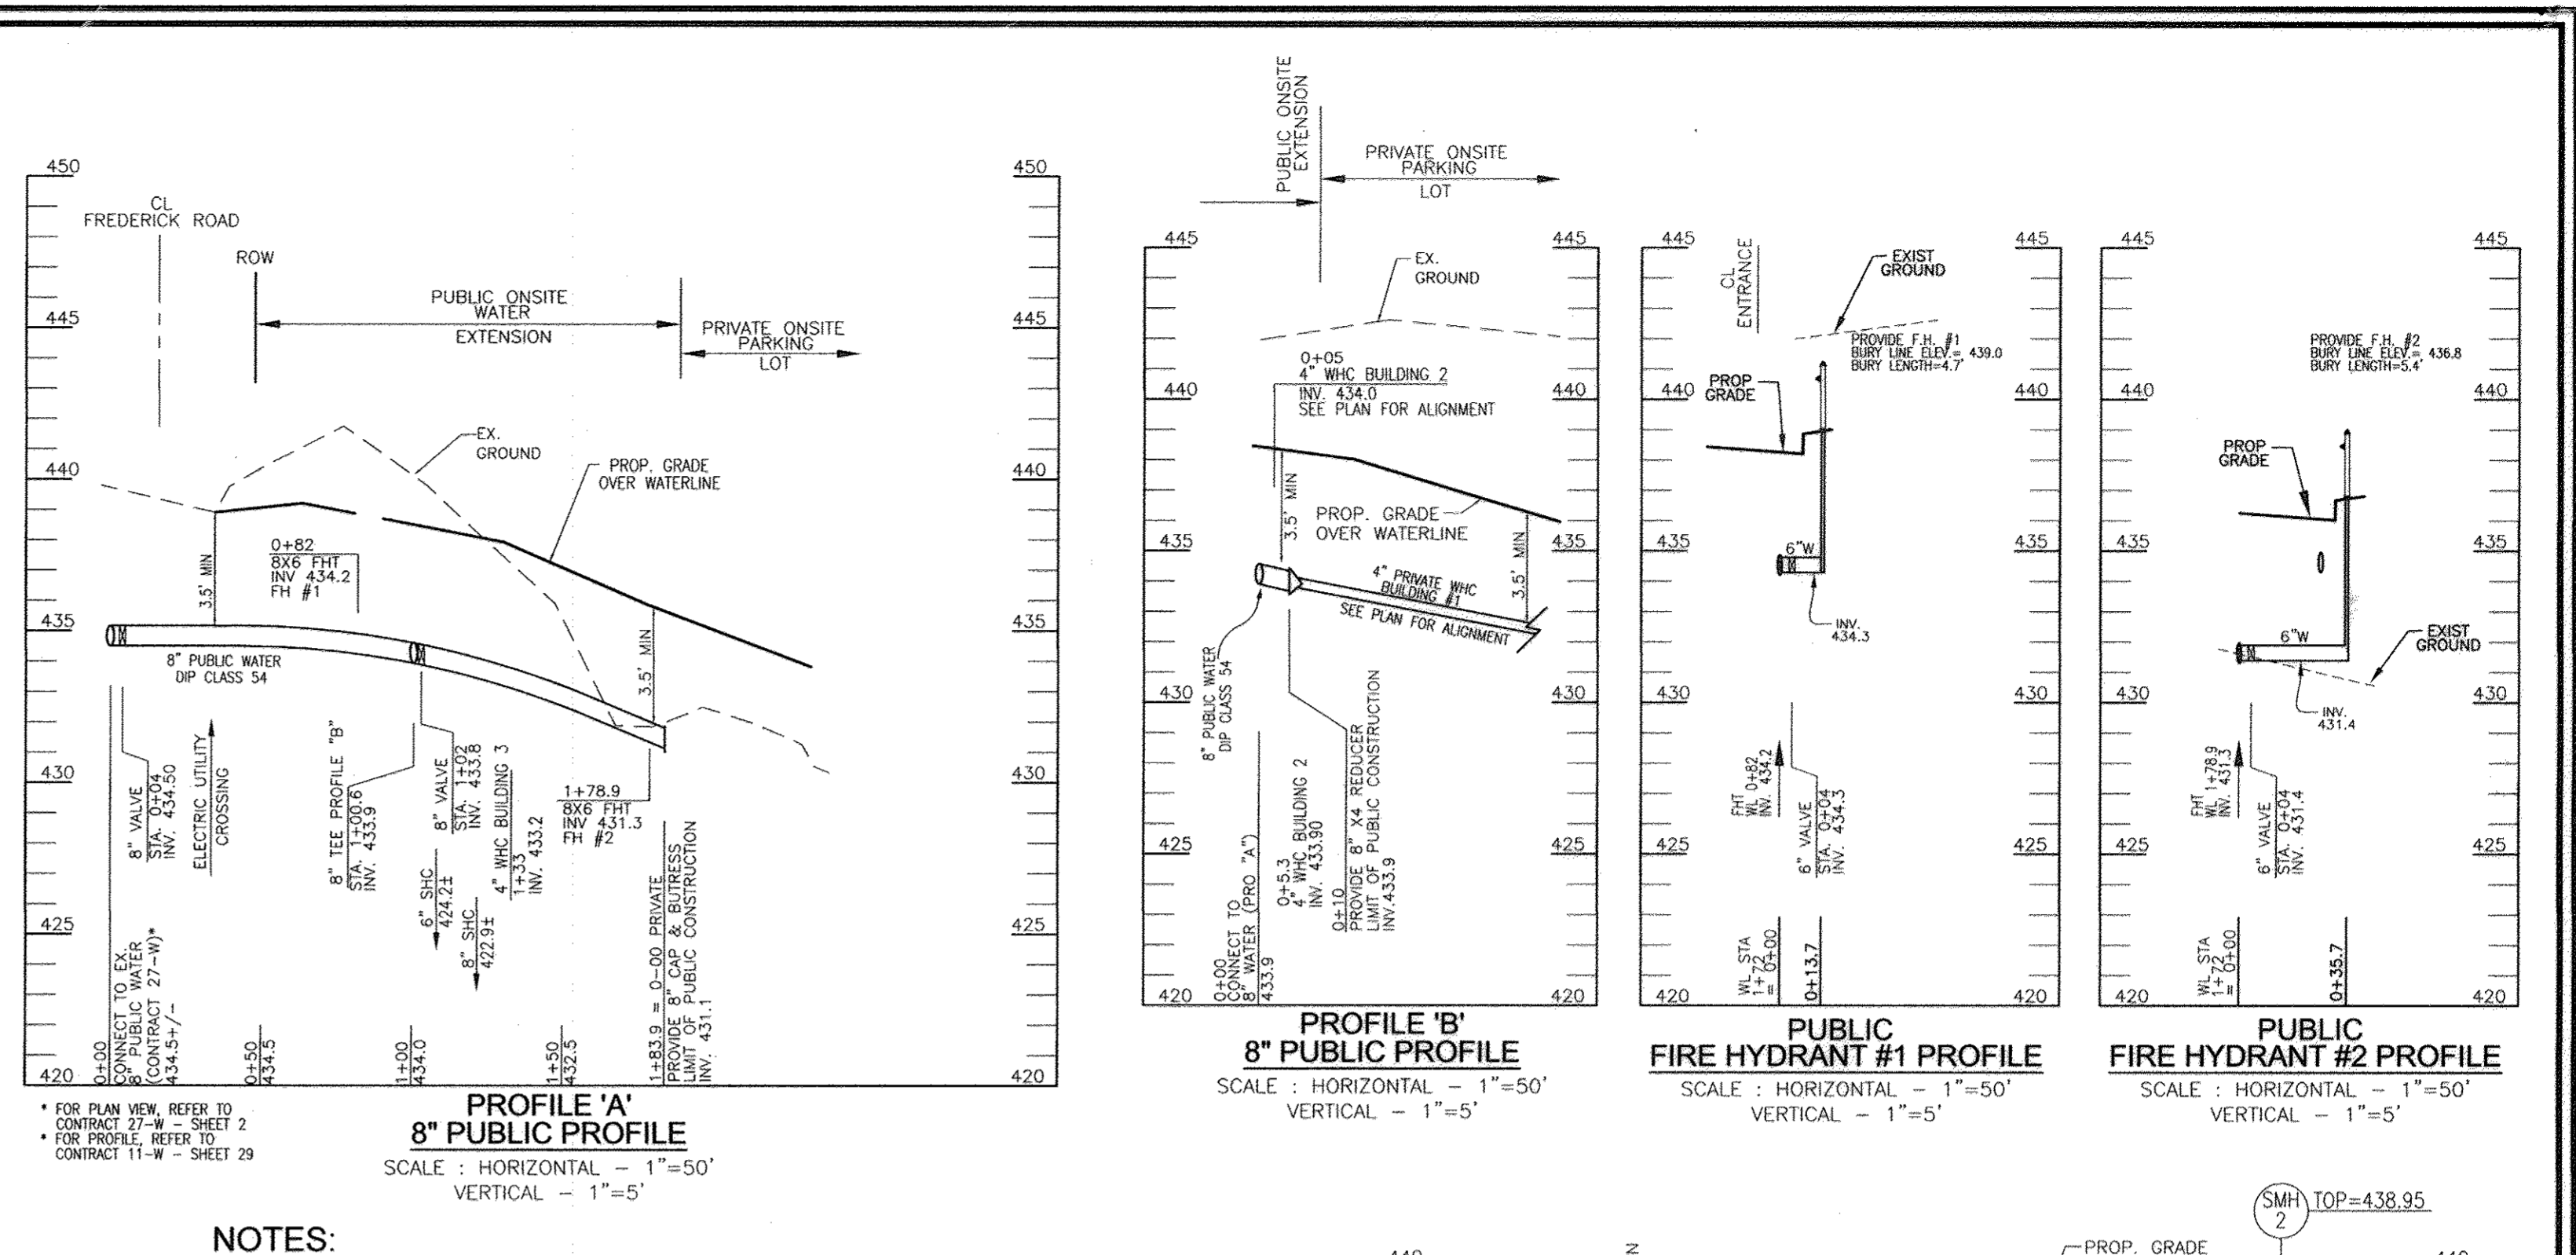 450
445
440
435
430
425
420
CL
FREDERICK ROAD
ROW
PUBLIC ONSITE
WATER
EXTENSION
PRIVATE ONSITE
PARKING
LOT
EX.
GROUND
PROP. GRADE
OVER WATERLINE
3.5' MIN
0+82
8X6 FHT
INV 434.2
FH #1
8" PUBLIC WATER
DIP CLASS 54
3.5' MIN
8" VALVE
STA. 0+04
INV. 434.50
ELECTRIC UTILITY
CROSSING
8" TEE PROFILE "B"
STA. 1+00.6
INV. 433.9
8" VALVE
STA. 1+02
INV. 433.8
4" WHC BUILDING 3
1+33
INV. 433.2
6" SHC
424.2±
8" SHC
422.9±
1+78.9
8X6 FHT
INV 431.3
FH #2
0+00
CONNECT TO EX.
8" PUBLIC WATER
(CONTRACT 27-W)*
434.5+/-
0+50
434.5
1+00
434.0
1+50
432.5
1+83.9 = 0-00 PRIVATE
PROVIDE 8" CAP & BUTRESS
LIMIT OF PUBLIC CONSTRUCTION
INV. 431.1
450
445
440
435
430
425
420
* FOR PLAN VIEW, REFER TO
CONTRACT 27-W - SHEET 2
* FOR PROFILE, REFER TO
CONTRACT 11-W - SHEET 29
PROFILE 'A'
8" PUBLIC PROFILE
SCALE : HORIZONTAL - 1"=50'
VERTICAL - 1"=5'
NOTES:
PUBLIC ONSITE
EXTENSION
PRIVATE ONSITE
PARKING
LOT
445
440
435
430
425
420
EX.
GROUND
0+05
4" WHC BUILDING 2
INV. 434.0
SEE PLAN FOR ALIGNMENT
3.5' MIN
PROP. GRADE
OVER WATERLINE
3.5' MIN
4" PRIVATE WHC
BUILDING #1
SEE PLAN FOR ALIGNMENT
8" PUBLIC WATER
DIP CLASS 54
0+00
CONNECT TO
8" WATER (PRO "A")
433.9
0+5.3
4" WHC BUILDING 2
INV. 433.90
0+10
PROVIDE 8" X4 REDUCER
LIMIT OF PUBLIC CONSTRUCTION
INV.433.9
445
440
435
430
425
420
PROFILE 'B'
8" PUBLIC PROFILE
SCALE : HORIZONTAL - 1"=50'
VERTICAL - 1"=5'
445
440
435
430
425
420
CL
ENTRANCE
EXIST
GROUND
PROVIDE F.H. #1
BURY LINE ELEV.= 439.0
BURY LENGTH=4.7'
PROP
GRADE
6"W
INV.
434.3
FHT
WL 0+82
INV. 434.2
6" VALVE
STA. 0+04
INV. 434.3
WL STA
1+72
= 0+00
0+13.7
445
440
435
430
425
420
PUBLIC
FIRE HYDRANT #1 PROFILE
SCALE : HORIZONTAL - 1"=50'
VERTICAL - 1"=5'
445
440
435
430
425
420
PROVIDE F.H. #2
BURY LINE ELEV.= 436.8
BURY LENGTH=5.4'
PROP
GRADE
6"W
EXIST
GROUND
INV.
431.4
FHT
WL 1+78.9
INV. 431.3
6" VALVE
STA. 0+04
INV. 431.4
WL STA
1+72
= 0+00
0+35.7
445
440
435
430
425
420
PUBLIC
FIRE HYDRANT #2 PROFILE
SCALE : HORIZONTAL - 1"=50'
VERTICAL - 1"=5'
SMH
2
TOP=438.95
PROP. GRADE